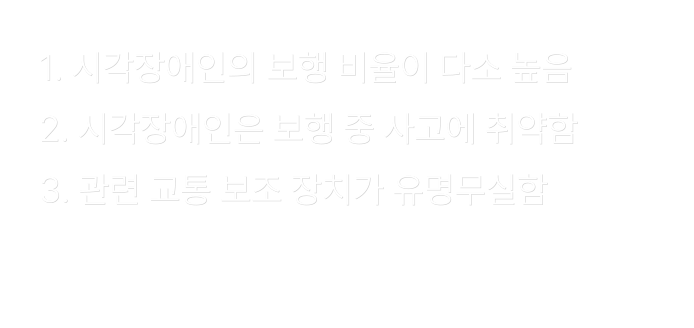 1. 시각장애인의 보행 비율이 다소 높음
2. 시각장애인은 보행 중 사고에 취약함
3. 관련 교통 보조 장치가 유명무실함